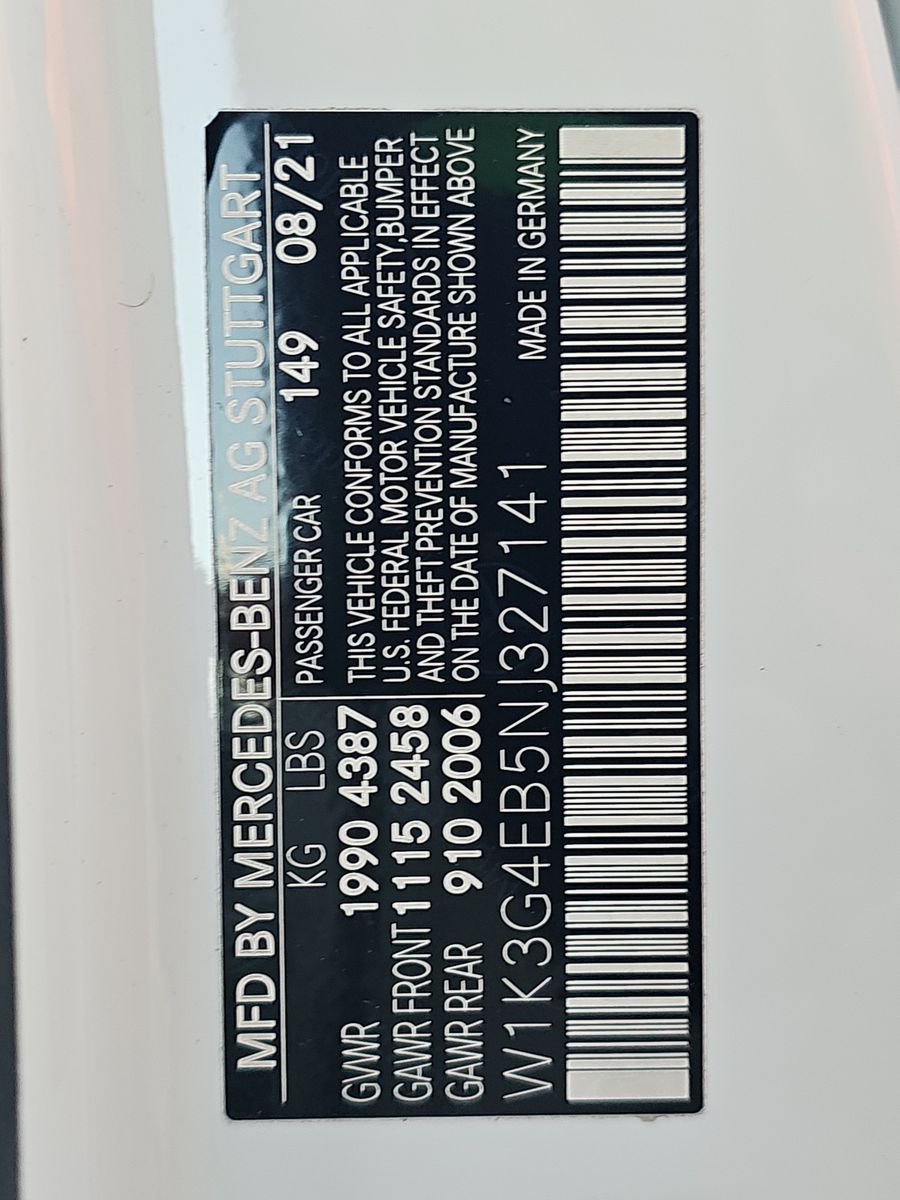 MFD BY MERCEDES-BENZ AG STUTTGART
KG LBS
GVWR 1990 4387
GAWR FRONT 1115 2458
GAWR REAR 910 2006
PASSENGER CAR 149 08/21
THIS VEHICLE CONFORMS TO ALL APPLICABLE
U.S. FEDERAL MOTOR VEHICLE SAFETY,BUMPER
AND THEFT PREVENTION STANDARDS IN EFFECT
ON THE DATE OF MANUFACTURE SHOWN ABOVE
W1K3G4EB5NJ327141
MADE IN GERMANY